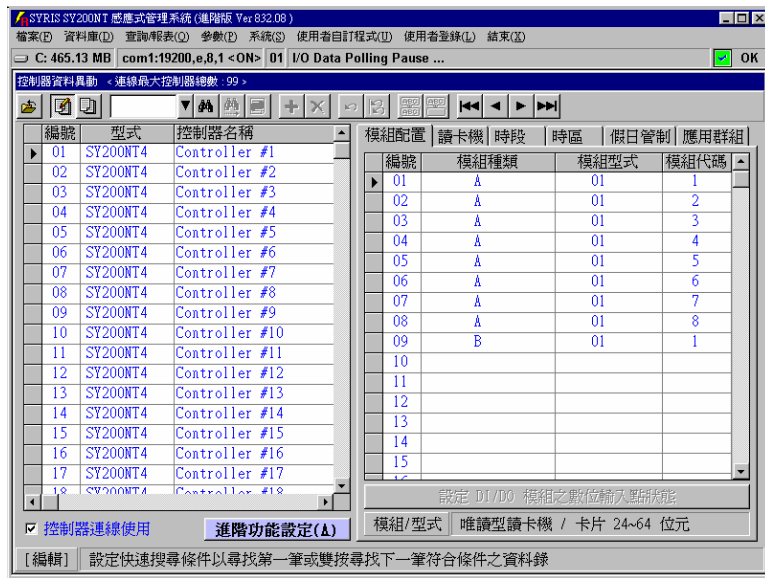 SYRIS SY200NT 感應式管理系統 (進階版 Ver 832.08 )
檔案(F) 資料庫(D) 查詢/報表(Q) 參數(P) 系統(S) 使用者自訂程式(U) 使用者登錄(L) 結束(X)
C: 465.13 MB com1:19200,e,8,1 <ON> 01 I/O Data Polling Pause ... OK
控制器資料異動 < 連線最大控制器總數 : 99 >
編號 型式 控制器名稱
01 SY200NT4 Controller #1
02 SY200NT4 Controller #2
03 SY200NT4 Controller #3
04 SY200NT4 Controller #4
05 SY200NT4 Controller #5
06 SY200NT4 Controller #6
07 SY200NT4 Controller #7
08 SY200NT4 Controller #8
09 SY200NT4 Controller #9
10 SY200NT4 Controller #10
11 SY200NT4 Controller #11
12 SY200NT4 Controller #12
13 SY200NT4 Controller #13
14 SY200NT4 Controller #14
15 SY200NT4 Controller #15
16 SY200NT4 Controller #16
17 SY200NT4 Controller #17
18 SY200NT4 Controller #18
控制器連線使用 進階功能設定(A)
模組配置 讀卡機 時段 時區 假日管制 應用群組
編號 模組種類 模組型式 模組代碼
01 A 01 1
02 A 01 2
03 A 01 3
04 A 01 4
05 A 01 5
06 A 01 6
07 A 01 7
08 A 01 8
09 B 01 1
10
11
12
13
14
15
16
設定 DI/DO 模組之數位輸入點狀態
模組/型式 唯讀型讀卡機 / 卡片 24~64 位元
[編輯] 設定快速搜尋條件以尋找第一筆或雙按尋找下一筆符合條件之資料錄